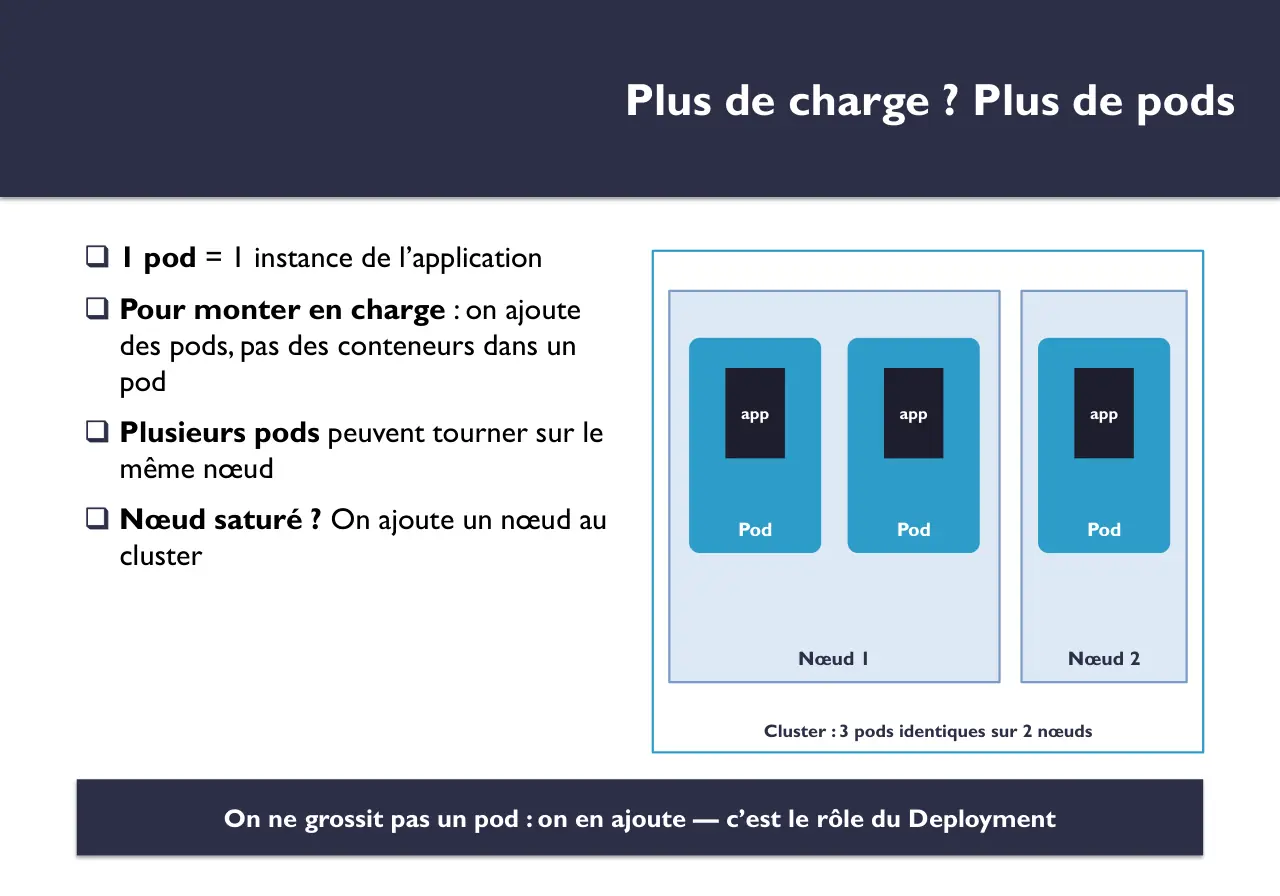 Plus de charge ? Plus de pods
❑ 1 pod = 1 instance de l’application
❑ Pour monter en charge : on ajoute
des pods, pas des conteneurs dans un
pod
❑ Plusieurs pods peuvent tourner sur le
même nœud
❑ Nœud saturé ? On ajoute un nœud au
cluster
app
app
app
Pod
Pod
Pod
Nœud 1
Nœud 2
Cluster : 3 pods identiques sur 2 nœuds
On ne grossit pas un pod : on en ajoute — c’est le rôle du Deployment